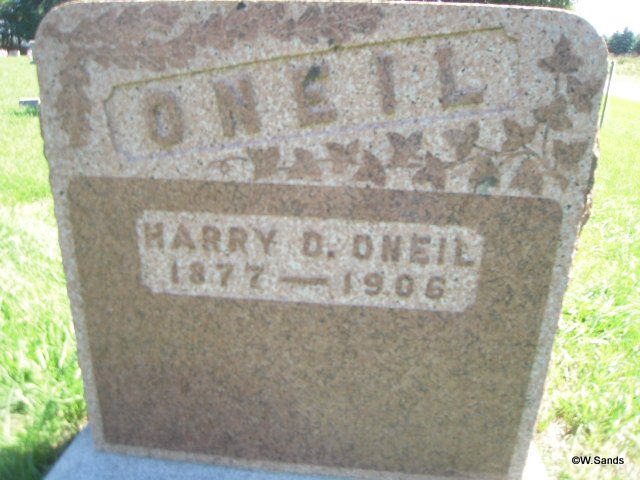 ONEIL
HARRY D. ONEIL
1877 — 1906
©W.Sands